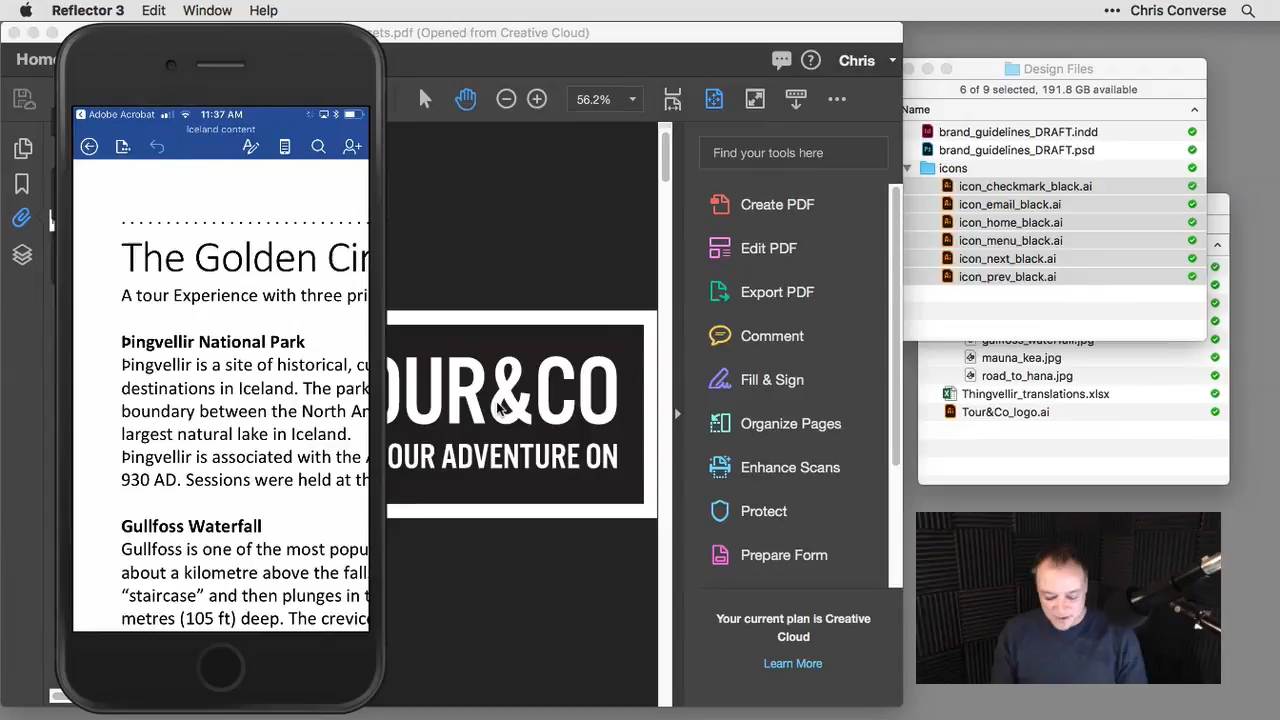 Reflector 3 Edit Window Help
Chris Converse
sets.pdf (Opened from Creative Cloud)
Home
Chris
56.2%
Adobe Acrobat 11:37 AM
Iceland content
The Golden Cir
A tour Experience with three pri
Þingvellir National Park
Þingvellir is a site of historical, cu
destinations in Iceland. The park
boundary between the North An
largest natural lake in Iceland.
Þingvellir is associated with the A
930 AD. Sessions were held at th
Gullfoss Waterfall
Gullfoss is one of the most popu
about a kilometre above the fall
“staircase” and then plunges in t
metres (105 ft) deep. The crevic
OUR&CO
OUR ADVENTURE ON
Find your tools here
Create PDF
Edit PDF
Export PDF
Comment
Fill & Sign
Organize Pages
Enhance Scans
Protect
Prepare Form
Your current plan is Creative
Cloud
Learn More
Design Files
6 of 9 selected, 191.8 GB available
Name
brand_guidelines_DRAFT.indd
brand_guidelines_DRAFT.psd
icons
icon_checkmark_black.ai
icon_email_black.ai
icon_home_black.ai
icon_menu_black.ai
icon_next_black.ai
icon_prev_black.ai
gullfoss_waterfall.jpg
mauna_kea.jpg
road_to_hana.jpg
Thingvellir_translations.xlsx
Tour&Co_logo.ai